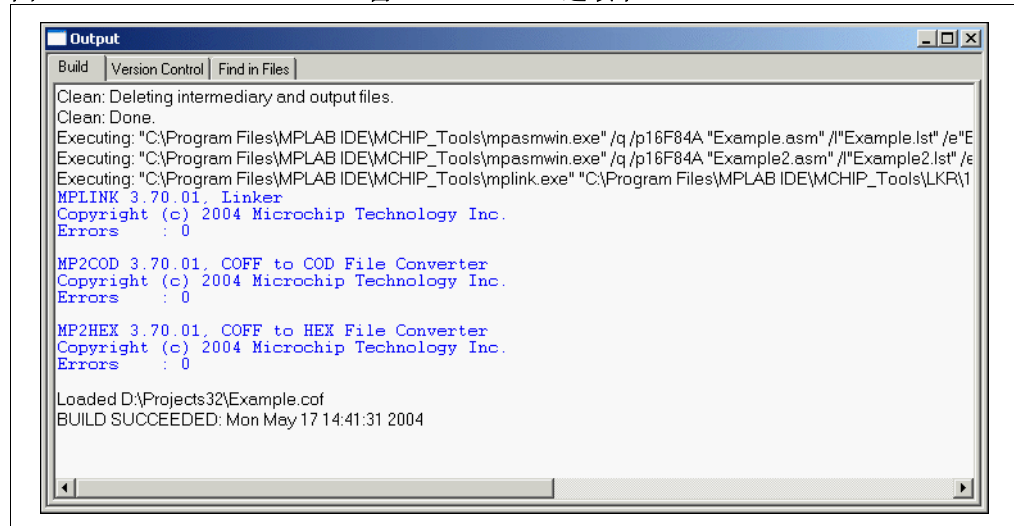 Output
Build Version Control Find in Files
Clean: Deleting intermediary and output files.
Clean: Done.
Executing: "C:\Program Files\MPLAB IDE\MCHIP_Tools\mpasmwin.exe" /q /p16F84A "Example.asm" /l"Example.lst" /e"E
Executing: "C:\Program Files\MPLAB IDE\MCHIP_Tools\mpasmwin.exe" /q /p16F84A "Example2.asm" /l"Example2.lst" /e
Executing: "C:\Program Files\MPLAB IDE\MCHIP_Tools\mplink.exe" "C:\Program Files\MPLAB IDE\MCHIP_Tools\LKR\1
MPLINK 3.70.01, Linker
Copyright (c) 2004 Microchip Technology Inc.
Errors : 0
MP2COD 3.70.01, COFF to COD File Converter
Copyright (c) 2004 Microchip Technology Inc.
Errors : 0
MP2HEX 3.70.01, COFF to HEX File Converter
Copyright (c) 2004 Microchip Technology Inc.
Errors : 0
Loaded D:\Projects32\Example.cof
BUILD SUCCEEDED: Mon May 17 14:41:31 2004